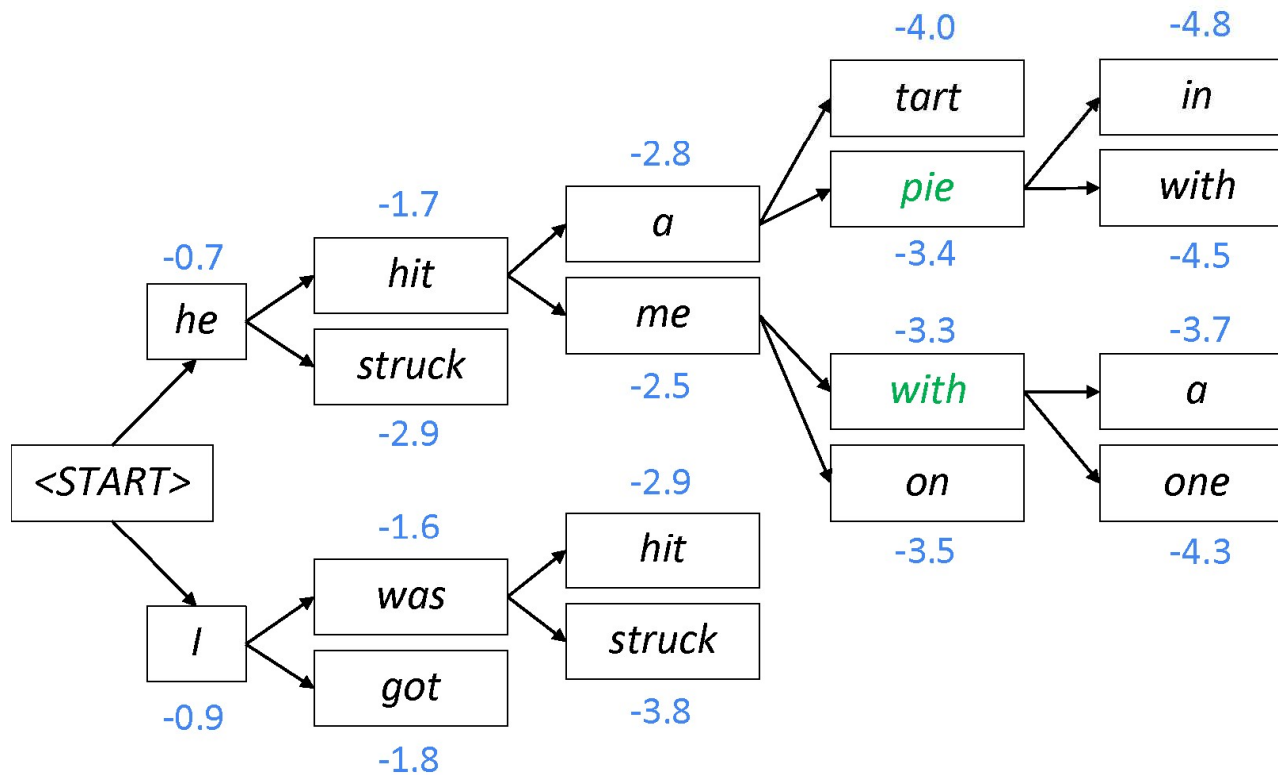 -4.0 -4.8
tart in
-2.8
-1.7 pie with
a
-0.7 -3.4 -4.5
hit
he me -3.3 -3.7
struck with a
-2.5
-2.9
<START> on one
-2.9
-1.6 -3.5 -4.3
hit
was
I struck
got
-0.9 -3.8
-1.8